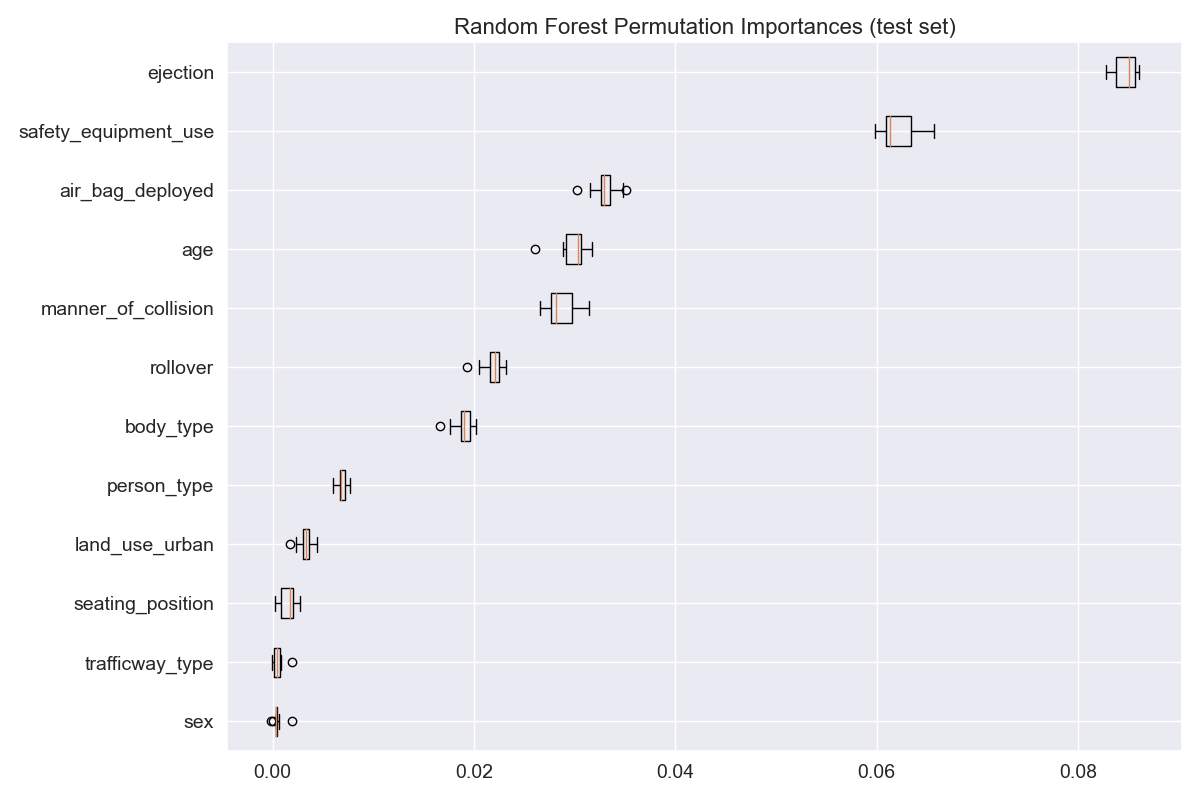 Random Forest Permutation Importances (test set)
ejection
safety_equipment_use
air_bag_deployed
age
manner_of_collision
rollover
body_type
person_type
land_use_urban
seating_position
trafficway_type
sex
0.00 0.02 0.04 0.06 0.08